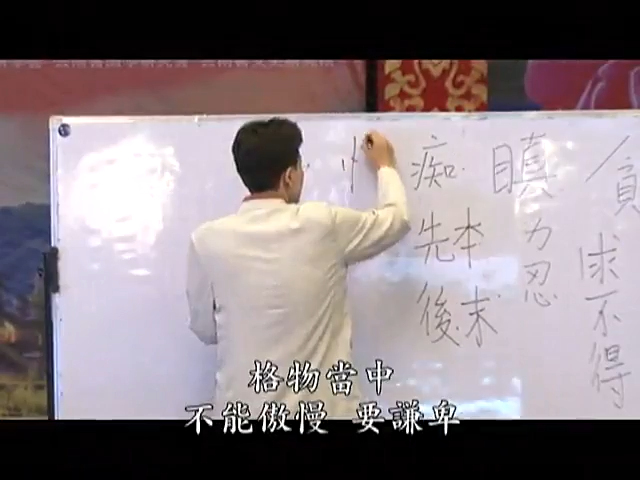 貪
求不得
瞋
力忍
痴
本末
先後
格物當中
不能傲慢 要謙卑